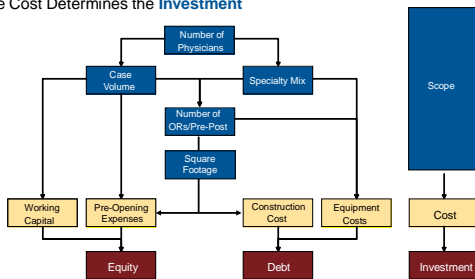 Cost Determines the Investment
Number of
Physicians
Case
Volume
Specialty Mix
Scope
Number of
ORs/Pre-Post
Square
Footage
Working
Capital
Pre-Opening
Expenses
Construction
Cost
Equipment
Costs
Cost
Equity
Debt
Investment